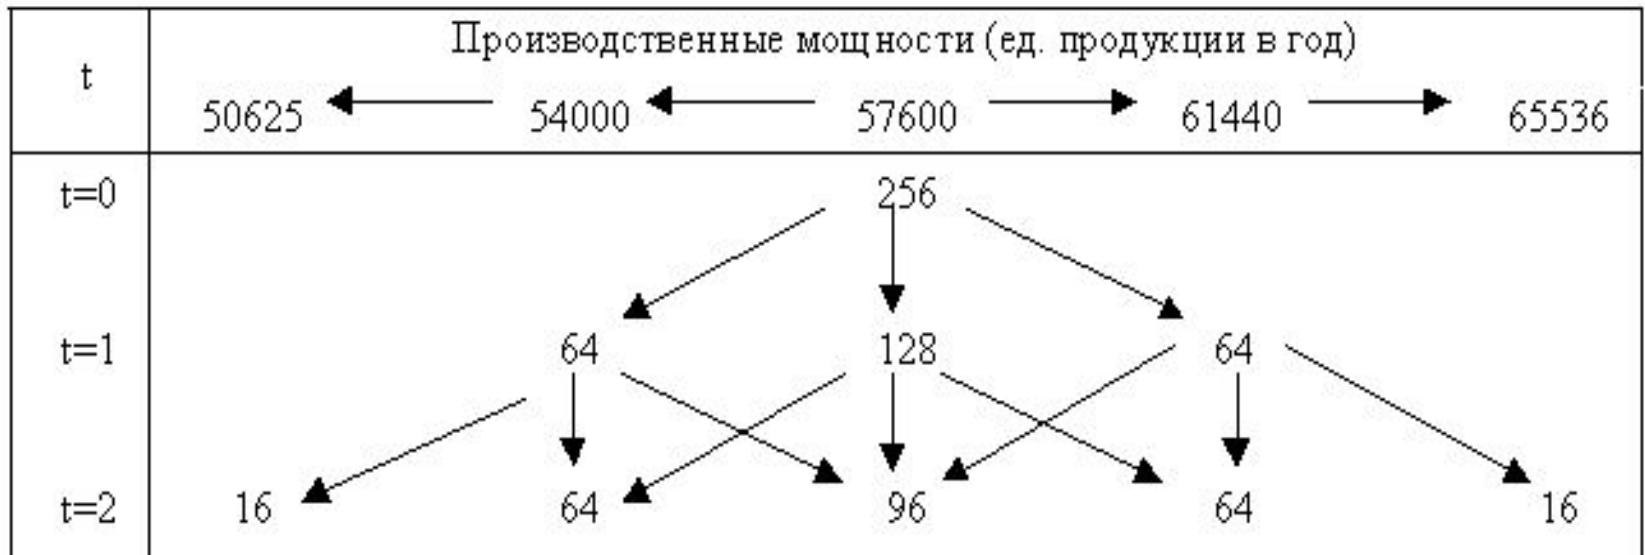 Производственные мощности (ед. продукции в год)
t
50625 54000 57600 61440 65536
t=0 256
t=1 64 128 64
t=2 16 64 96 64 16